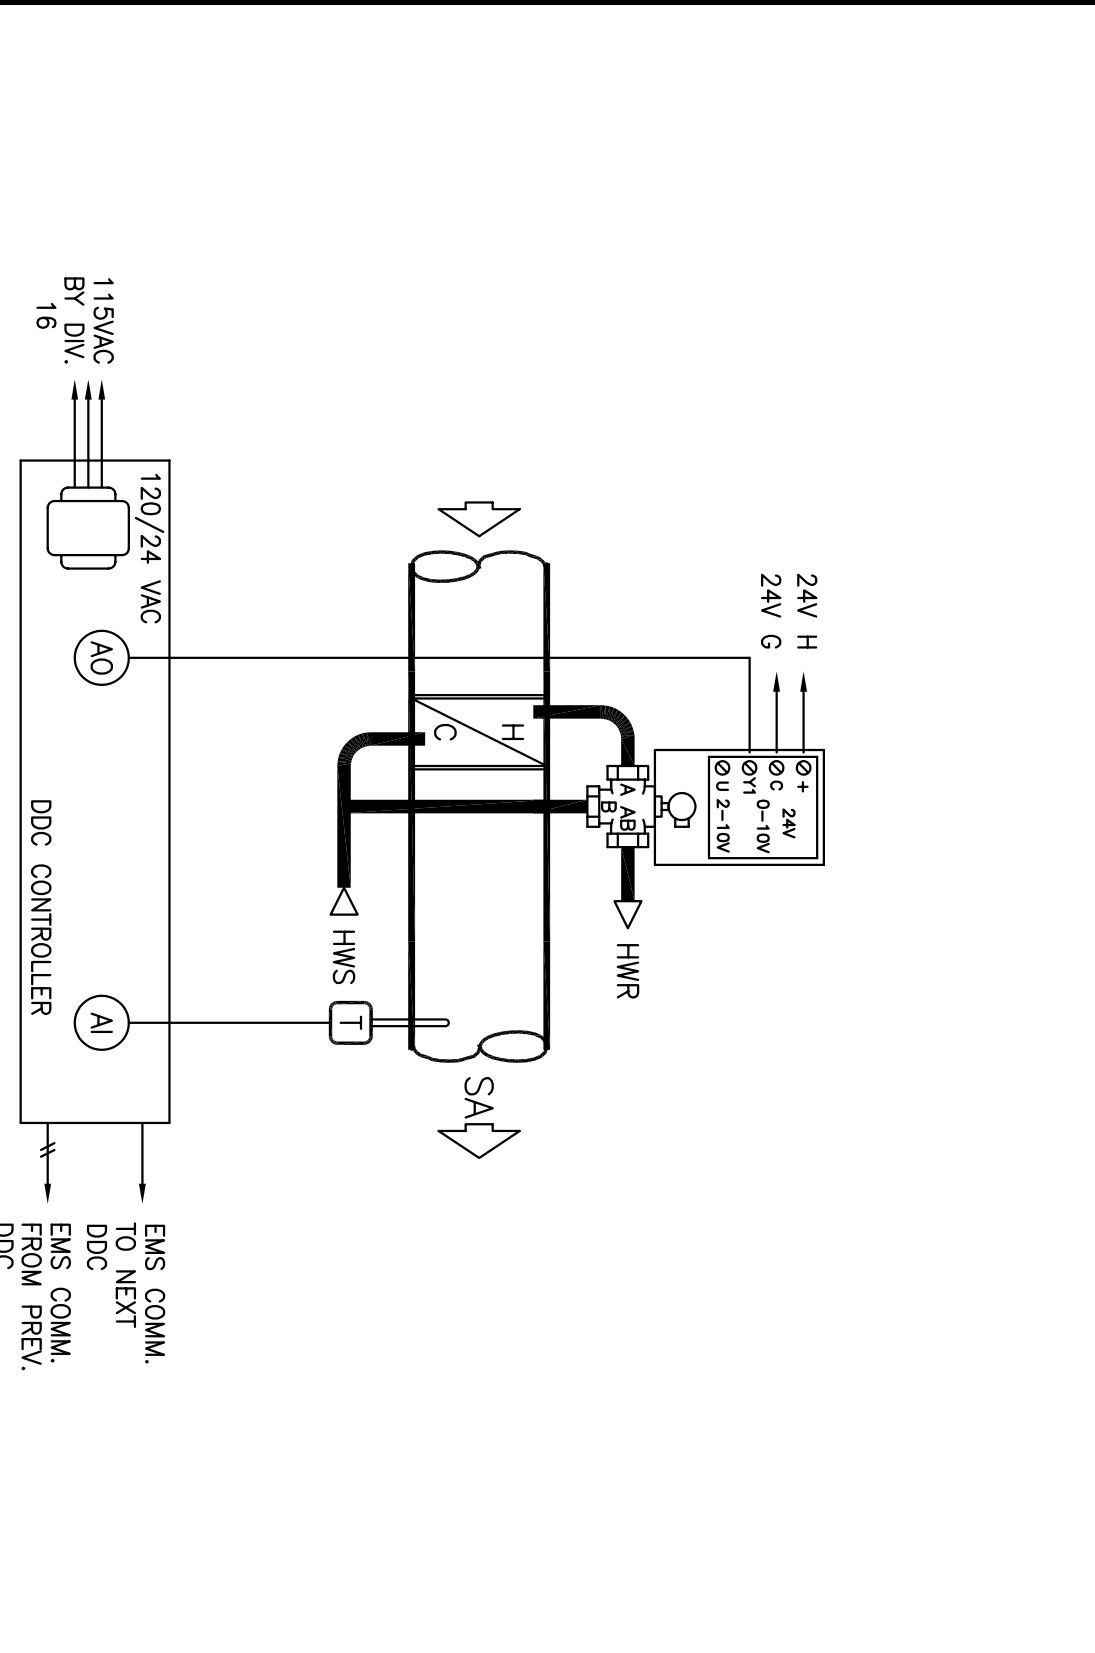 24V H
24V G
+
24V
C
0-10V
Y1
U 2-10V
A AB
B
HWR
H
C
SA
HWS
T
115VAC
BY DIV.
16
120/24 VAC
AO
AI
DDC CONTROLLER
EMS COMM.
TO NEXT
DDC
EMS COMM.
FROM PREV.
DDC